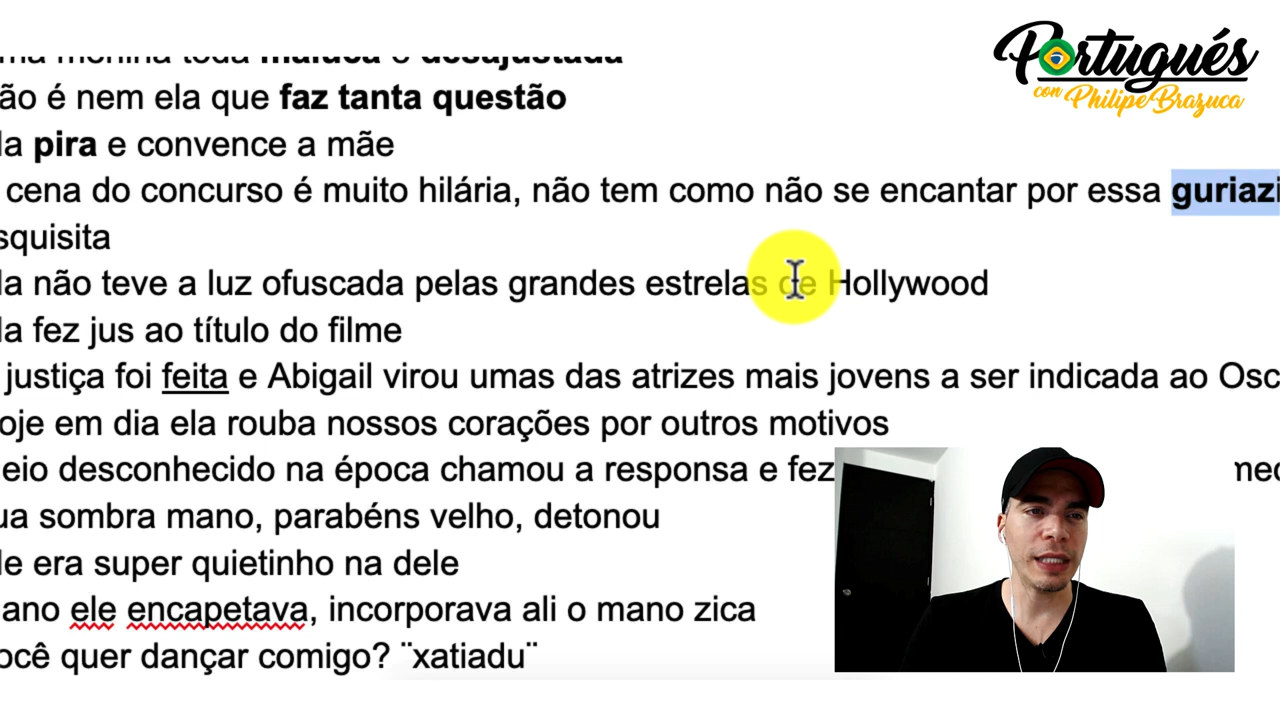 Portugués
con Philipe Brazuca
maluca e desajustada
ão é nem ela que faz tanta questão
la pira e convence a mãe
cena do concurso é muito hilária, não tem como não se encantar por essa guriazi
squisita
la não teve a luz ofuscada pelas grandes estrelas de Hollywood
la fez jus ao título do filme
justiça foi feita e Abigail virou umas das atrizes mais jovens a ser indicada ao Osc
oje em dia ela rouba nossos corações por outros motivos
eio desconhecido na época chamou a responsa e fez
ua sombra mano, parabéns velho, detonou
le era super quietinho na dele
ano ele encapetava, incorporava ali o mano zica
ocê quer dançar comigo? ¨xatiadu¨